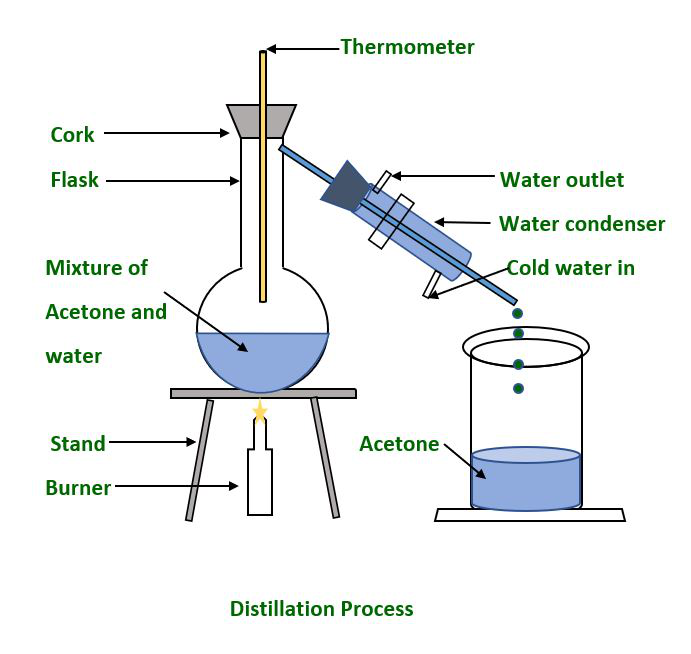 Thermometer
Cork
Flask
Water outlet
Water condenser
Mixture of
Acetone and
water
Cold water in
Stand
Burner
Acetone
Distillation Process